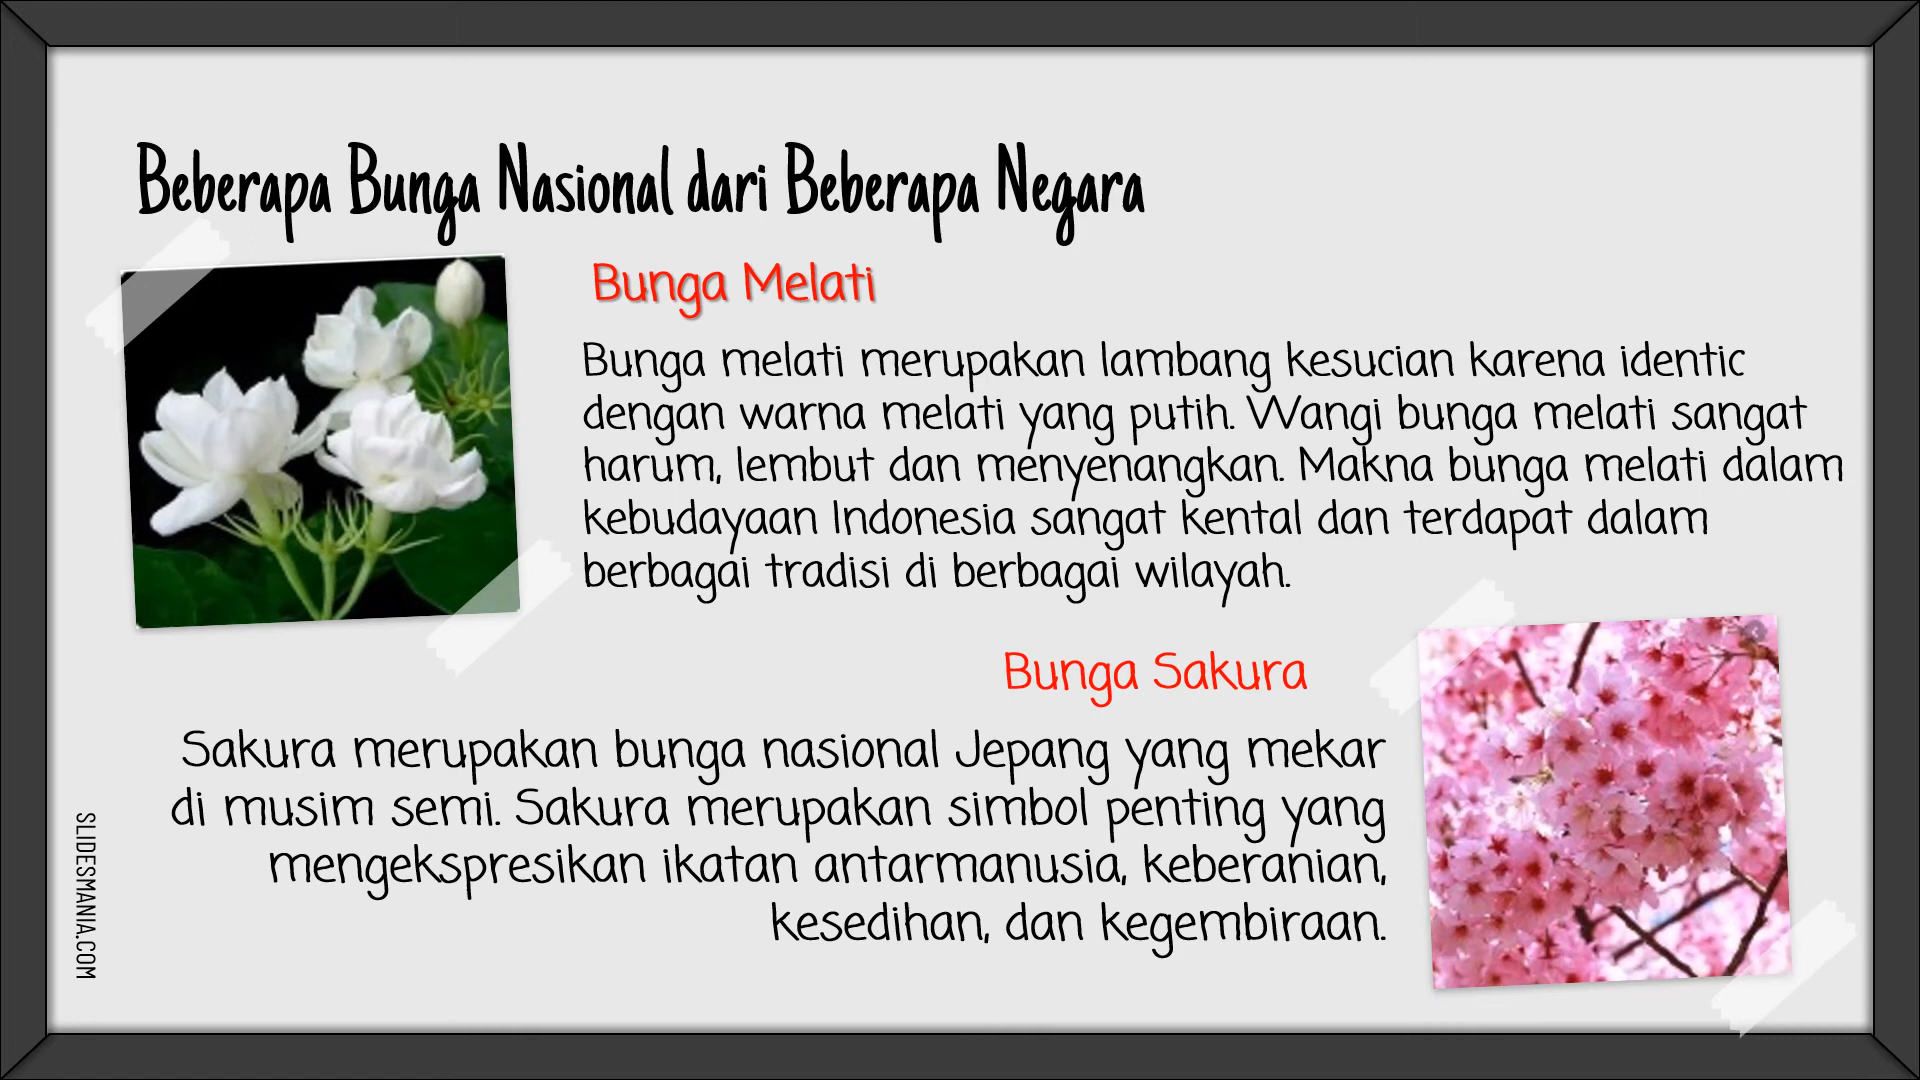 Beberapa Bunga Nasional dari Beberapa Negara
Bunga Melati
Bunga melati merupakan lambang kesucian karena identic
dengan warna melati yang putih. Wangi bunga melati sangat
harum, lembut dan menyenangkan. Makna bunga melati dalam
kebudayaan Indonesia sangat kental dan terdapat dalam
berbagai tradisi di berbagai wilayah.
Bunga Sakura
Sakura merupakan bunga nasional Jepang yang mekar
di musim semi. Sakura merupakan simbol penting yang
mengekspresikan ikatan antarmanusia, keberanian,
kesedihan, dan kegembiraan.
SLIDESMANIA.COM